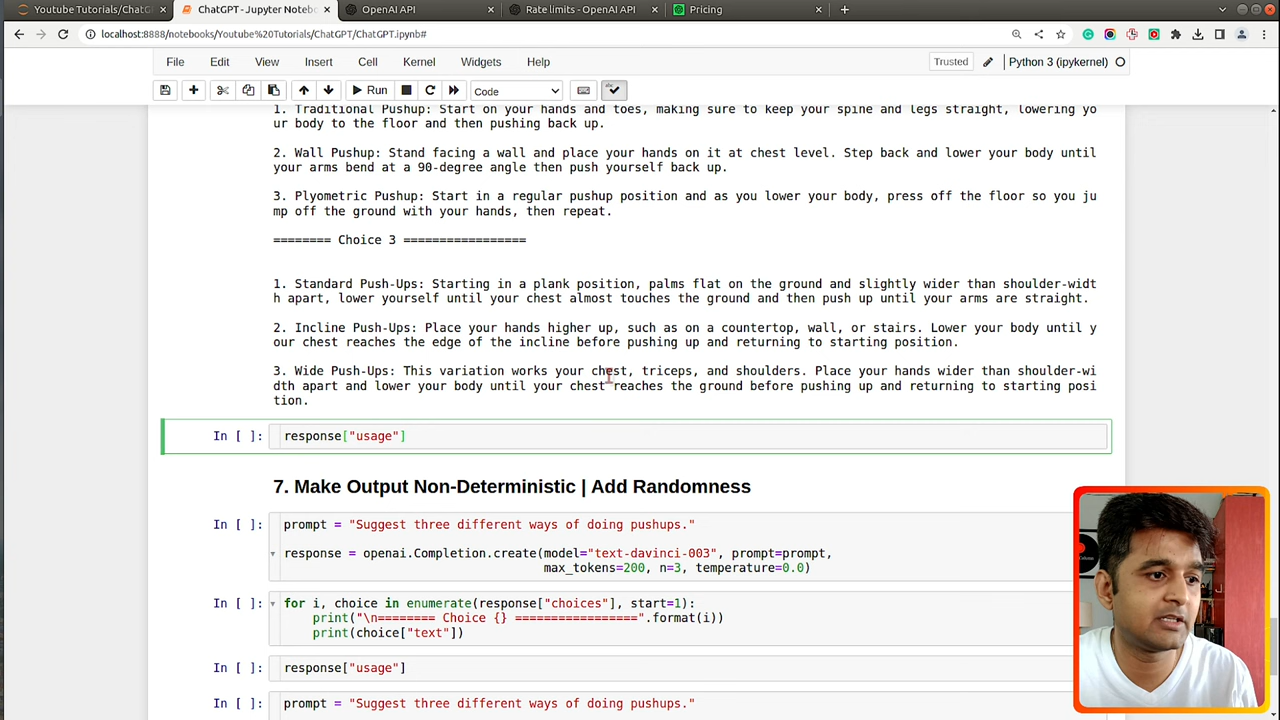 Youtube Tutorials/ChatG
ChatGPT - Jupyter Notebo
OpenAI API
Rate limits - OpenAI API
Pricing
localhost:8888/notebooks/Youtube%20Tutorials/ChatGPT/ChatGPT.ipynb#
File Edit View Insert Cell Kernel Widgets Help
Trusted
Python 3 (ipykernel)
Run
Code
1. Traditional Pushup: Start on your hands and toes, making sure to keep your spine and legs straight, lowering yo
ur body to the floor and then pushing back up.
2. Wall Pushup: Stand facing a wall and place your hands on it at chest level. Step back and lower your body until
your arms bend at a 90-degree angle then push yourself back up.
3. Plyometric Pushup: Start in a regular pushup position and as you lower your body, press off the floor so you ju
mp off the ground with your hands, then repeat.
======== Choice 3 =================
1. Standard Push-Ups: Starting in a plank position, palms flat on the ground and slightly wider than shoulder-widt
h apart, lower yourself until your chest almost touches the ground and then push up until your arms are straight.
2. Incline Push-Ups: Place your hands higher up, such as on a countertop, wall, or stairs. Lower your body until y
our chest reaches the edge of the incline before pushing up and returning to starting position.
3. Wide Push-Ups: This variation works your chest, triceps, and shoulders. Place your hands wider than shoulder-wi
dth apart and lower your body until your chest reaches the ground before pushing up and returning to starting posi
tion.
In [ ]: response["usage"]
7. Make Output Non-Deterministic | Add Randomness
In [ ]: prompt = "Suggest three different ways of doing pushups."
response = openai.Completion.create(model="text-davinci-003", prompt=prompt,
max_tokens=200, n=3, temperature=0.0)
In [ ]: for i, choice in enumerate(response["choices"], start=1):
print("\n======== Choice {} =================".format(i))
print(choice["text"])
In [ ]: response["usage"]
In [ ]: prompt = "Suggest three different ways of doing pushups."